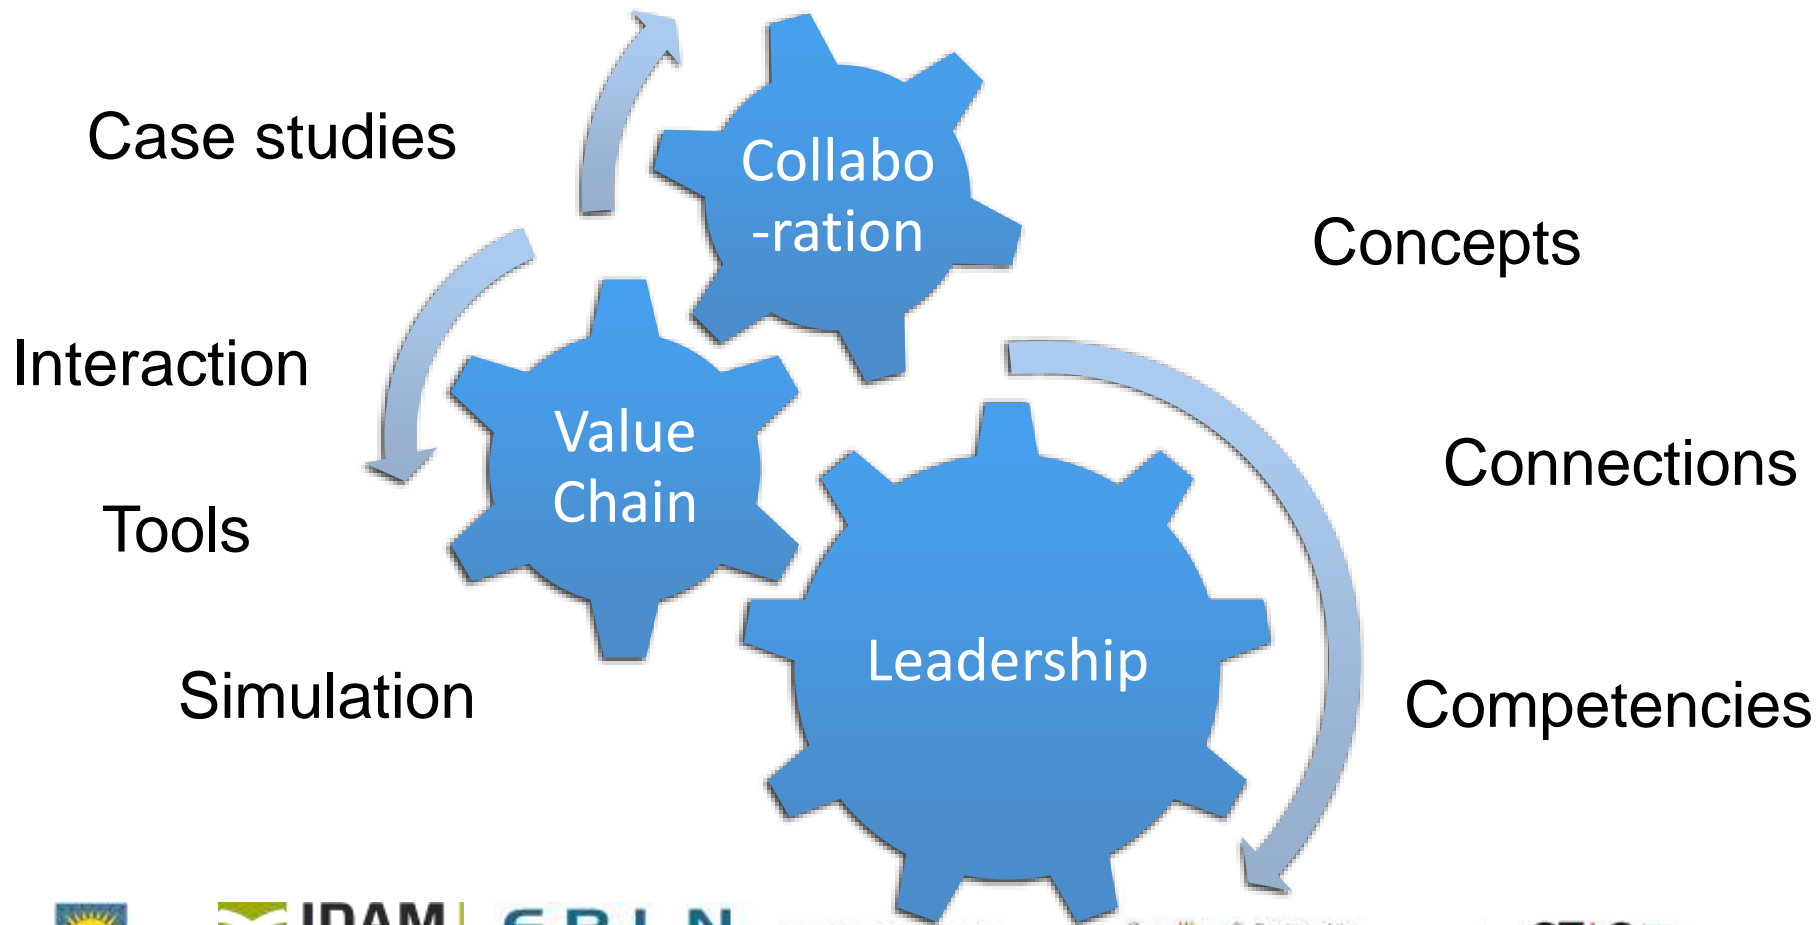 Case studies
Collabo
-ration
Concepts
Interaction
Value
Chain
Connections
Tools
Leadership
Simulation
Competencies